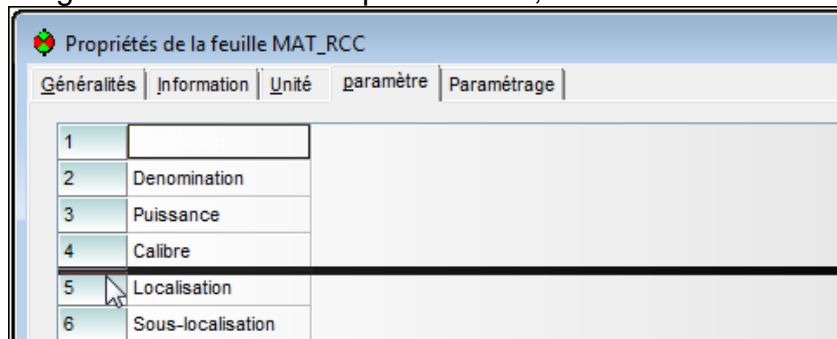 Propriétés de la feuille MAT_RCC
Généralités Information Unité paramètre Paramétrage
1
2 Denomination
3 Puissance
4 Calibre
5 Localisation
6 Sous-localisation